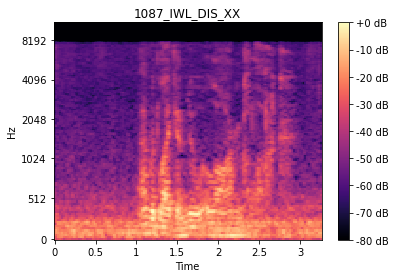 1087_IWL_DIS_XX
+0 dB
8192
-10 dB
-20 dB
4096
-30 dB
2048
-40 dB
Hz
1024
-50 dB
-60 dB
512
-70 dB
0
-80 dB
0 0.5 1 1.5 2 2.5 3
Time